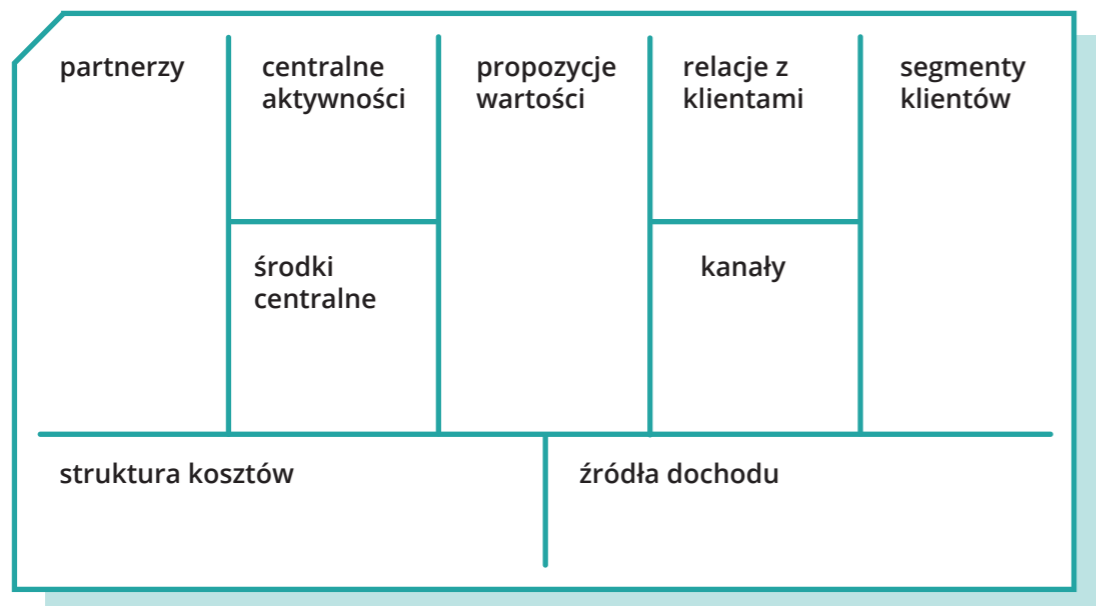 partnerzy
centralne
aktywności
środki
centralne
propozycje
wartości
relacje z
klientami
kanały
segmenty
klientów
struktura kosztów
źródła dochodu